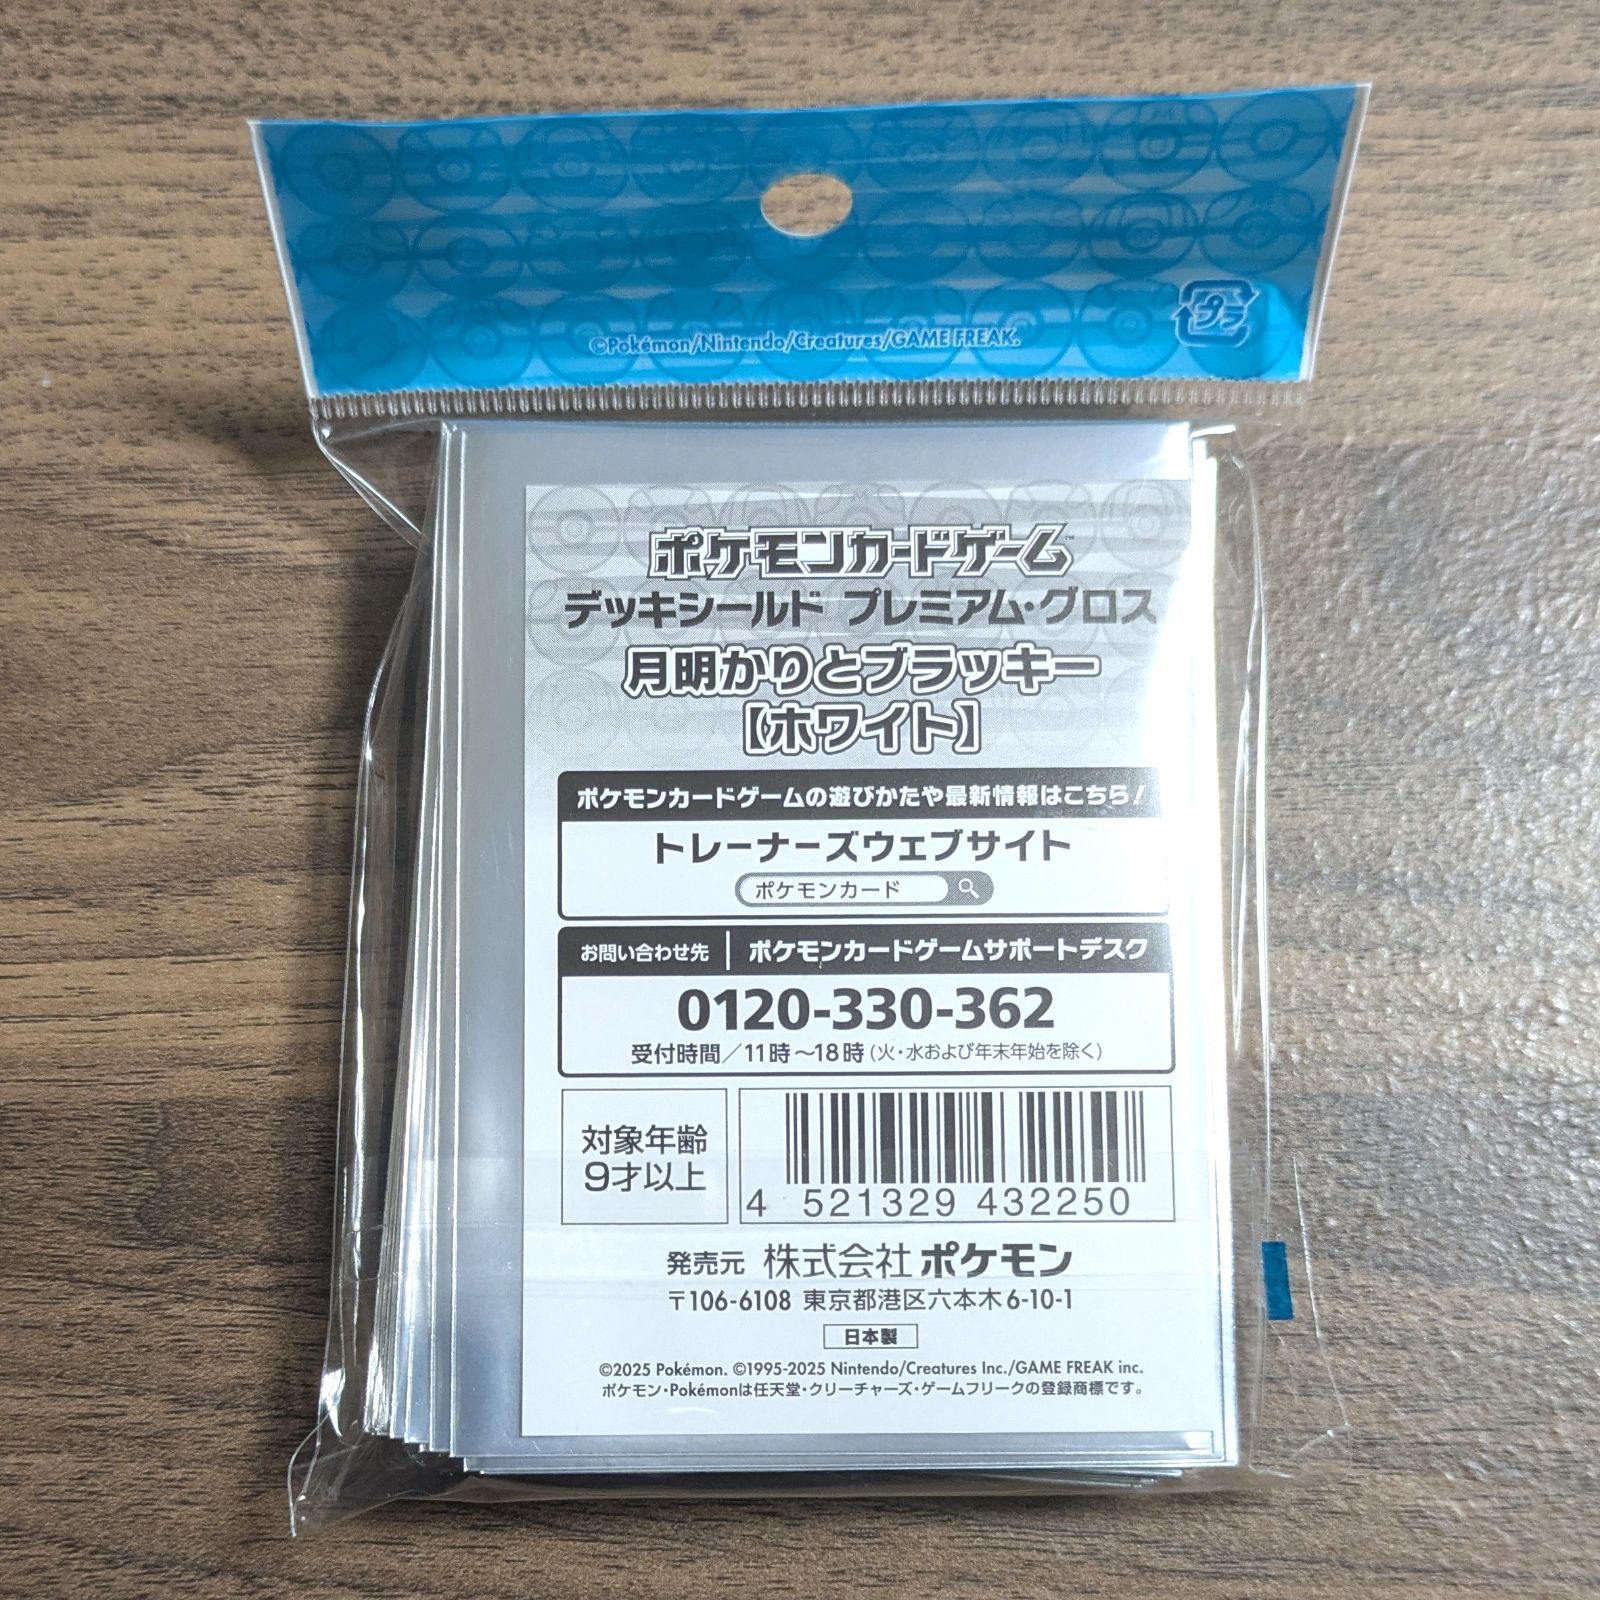 プラ
©Pokémon/Nintendo/Creatures/GAME FREAK.
ポケモンカードゲーム™
デッキシールド プレミアム・グロス
月明かりとブラッキー
【ホワイト】
ポケモンカードゲームの遊びかたや最新情報はこちら!
トレーナーズウェブサイト
ポケモンカード
お問い合わせ先 ポケモンカードゲームサポートデスク
0120-330-362
受付時間/11時～18時(火・水および年末年始を除く)
対象年齢
9才以上
4 521329 432250
発売元 株式会社ポケモン
〒106-6108 東京都港区六本木6-10-1
日本製
©2025 Pokémon. ©1995-2025 Nintendo/Creatures Inc./GAME FREAK inc.
ポケモン・Pokémonは任天堂・クリーチャーズ・ゲームフリークの登録商標です。